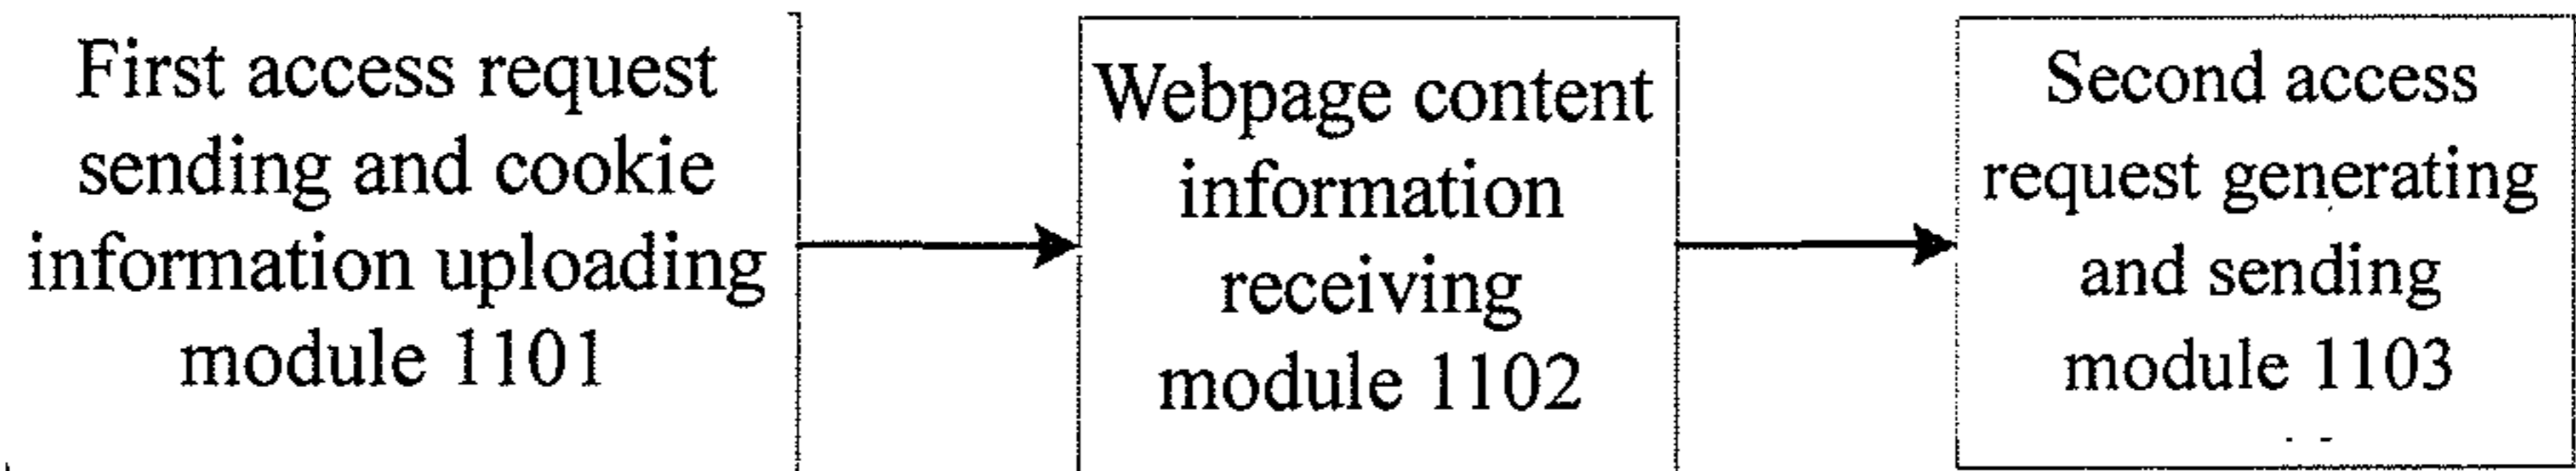 First access request
sending and cookie
information uploading
module 1101
Webpage content
information
receiving
module 1102
Second access
request generating
and sending
module 1103